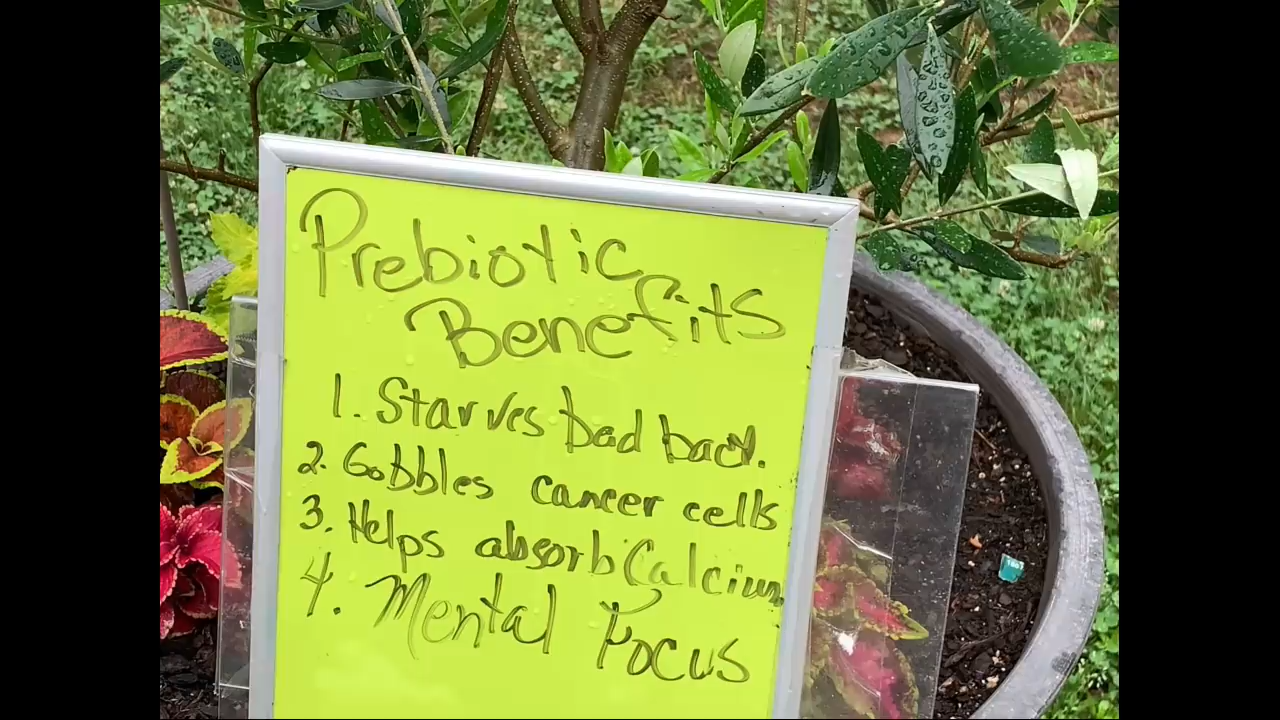 Prebiotic
Benefits
1. Starves bad bact.
2. Gobbles cancer cells
3. Helps absorb Calcium
4. Mental Focus